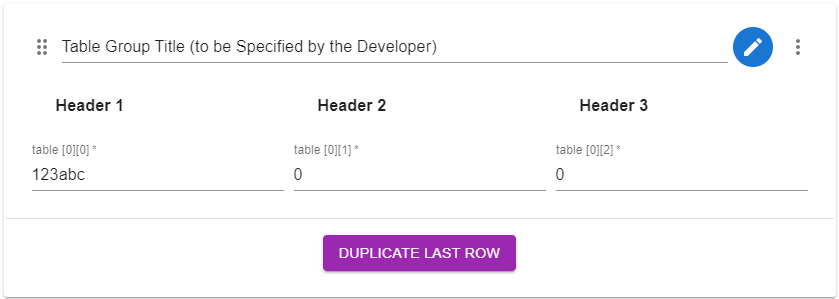 Table Group Title (to be Specified by the Developer)
Header 1 Header 2 Header 3
table [0][0] * table [0][1] * table [0][2] *
123abc 0 0
DUPLICATE LAST ROW